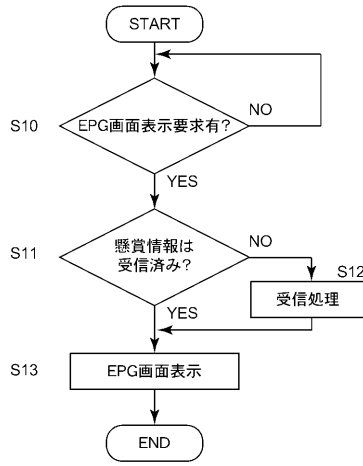 START
S10
EPG画面表示要求有?
NO
YES
S11
懸賞情報は
受信済み?
NO
S12
受信処理
YES
S13
EPG画面表示
END